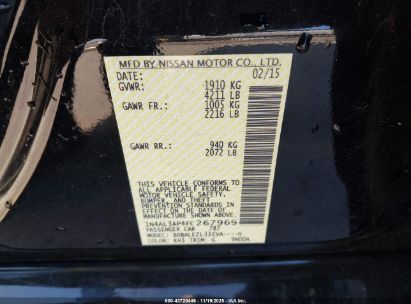 MFD BY NISSAN MOTOR CO., LTD.
DATE: 02/15
GVWR: 1910 KG
4211 LB
GAWR FR.: 1005 KG
2216 LB
GAWR RR.: 940 KG
2072 LB
THIS VEHICLE CONFORMS TO ALL
APPLICABLE FEDERAL MOTOR
VEHICLE SAFETY,
BUMPER, AND THEFT
PREVENTION STANDARDS
IN EFFECT ON THE DATE OF
MANUFACTURE SHOWN ABOVE.
1N4AL3AP4FC267969
PASSENGER CAR 787
MODEL:
COLOR: KH3 TRIM: G